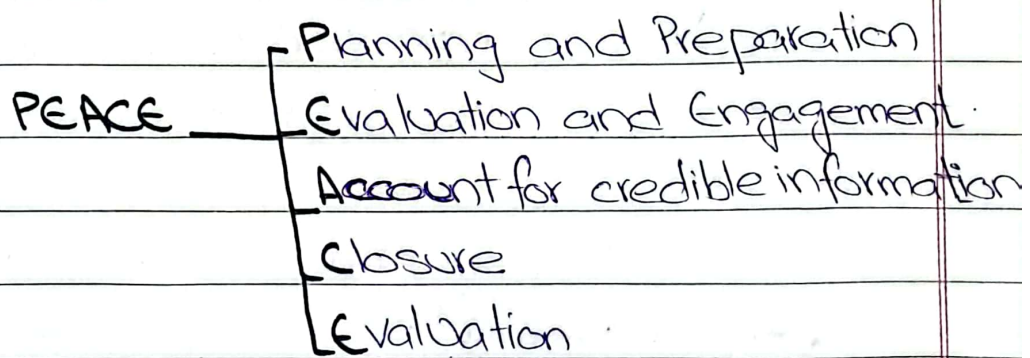 Planning and Preparation
PEACE Evaluation and Engagement.
Account for credible information
Closure
Evaluation.